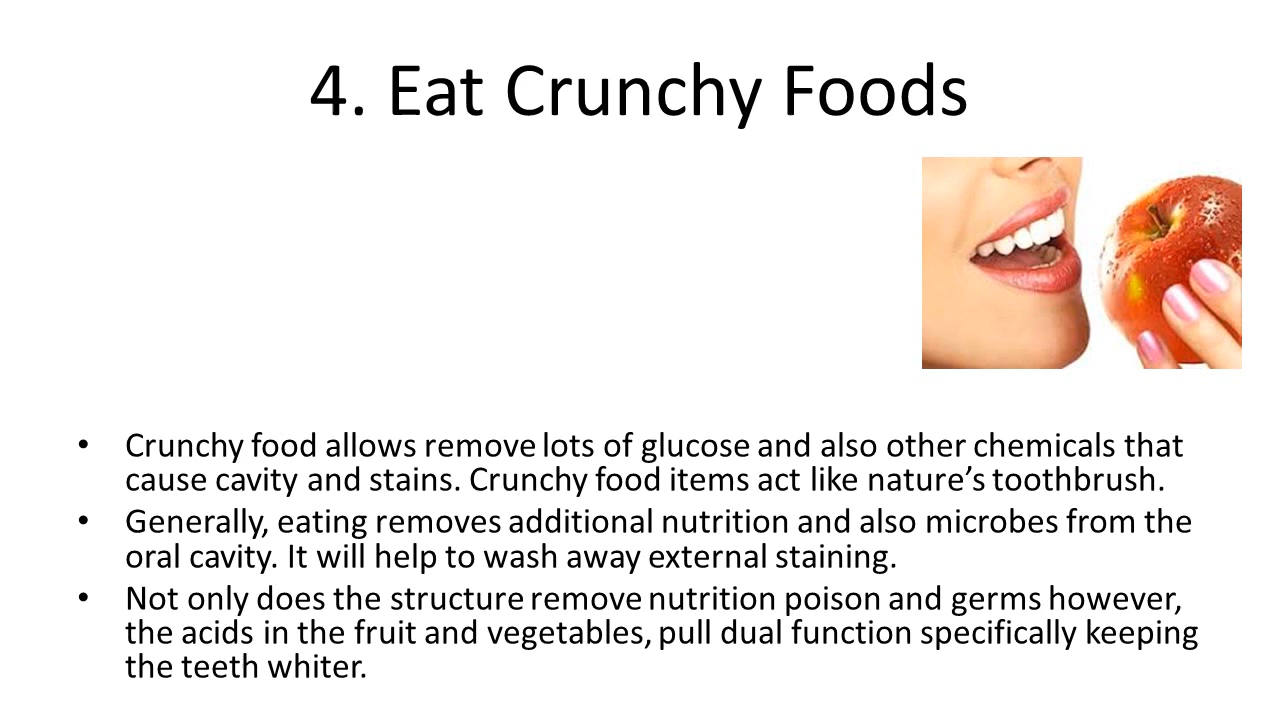 4. Eat Crunchy Foods
• Crunchy food allows remove lots of glucose and also other chemicals that
cause cavity and stains. Crunchy food items act like nature’s toothbrush.
• Generally, eating removes additional nutrition and also microbes from the
oral cavity. It will help to wash away external staining.
• Not only does the structure remove nutrition poison and germs however,
the acids in the fruit and vegetables, pull dual function specifically keeping
the teeth whiter.